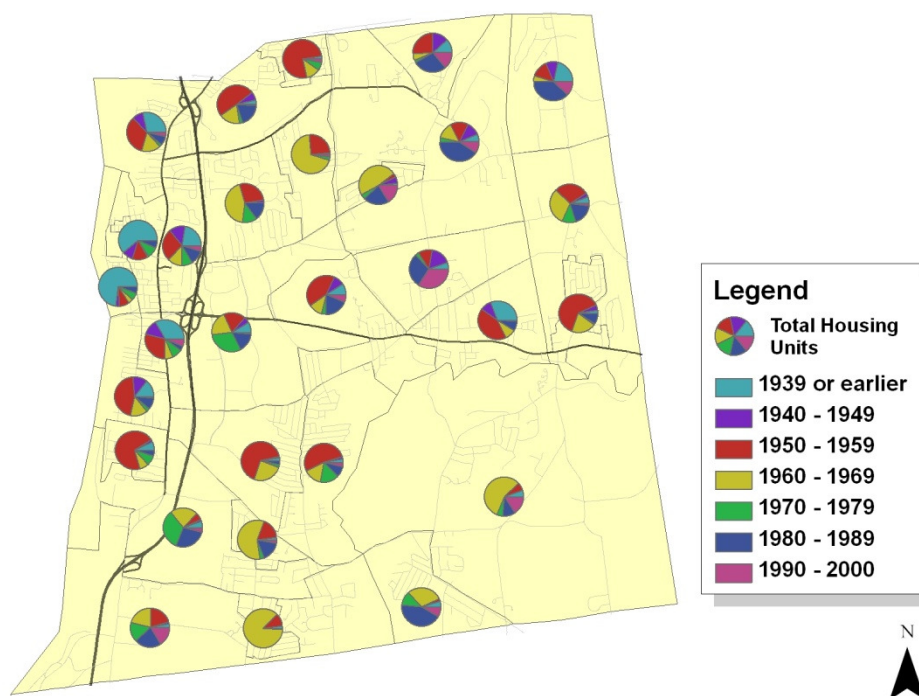 Legend
Total Housing
Units
1939 or earlier
1940 - 1949
1950 - 1959
1960 - 1969
1970 - 1979
1980 - 1989
1990 - 2000
N